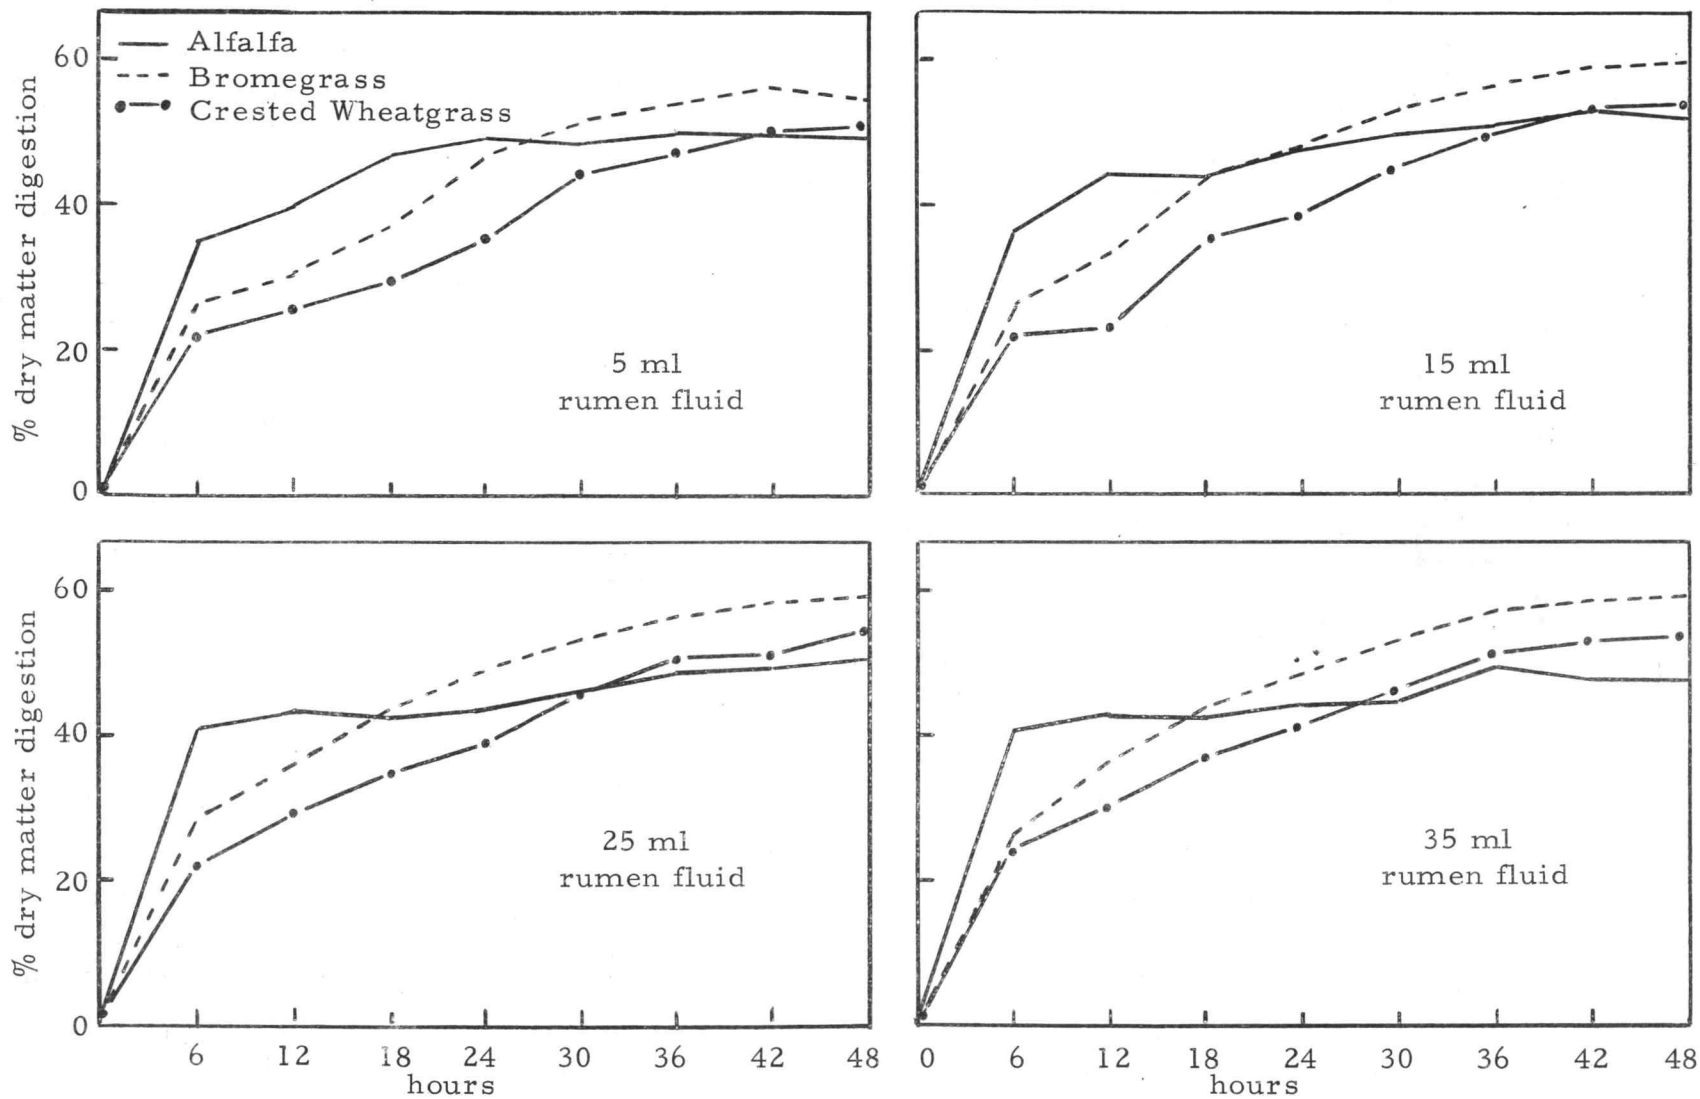 Alfalfa
Bromegrass
Crested Wheatgrass
% dry matter digestion
60
40
20
0
5 ml
rumen fluid
15 ml
rumen fluid
% dry matter digestion
60
40
20
0
25 ml
rumen fluid
6 12 18 24 30 36 42 48
hours
35 ml
rumen fluid
0 6 12 18 24 30 36 42 48
hours